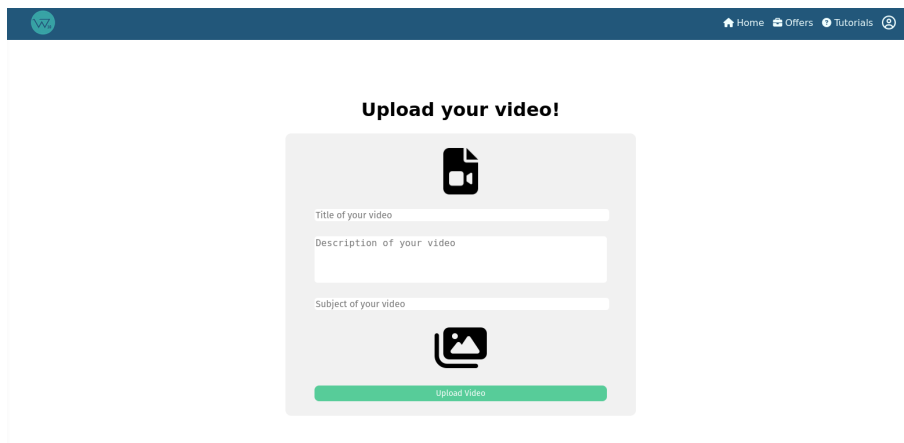 Home Offers Tutorials
Upload your video!
Title of your video
Description of your video
Subject of your video
Upload Video